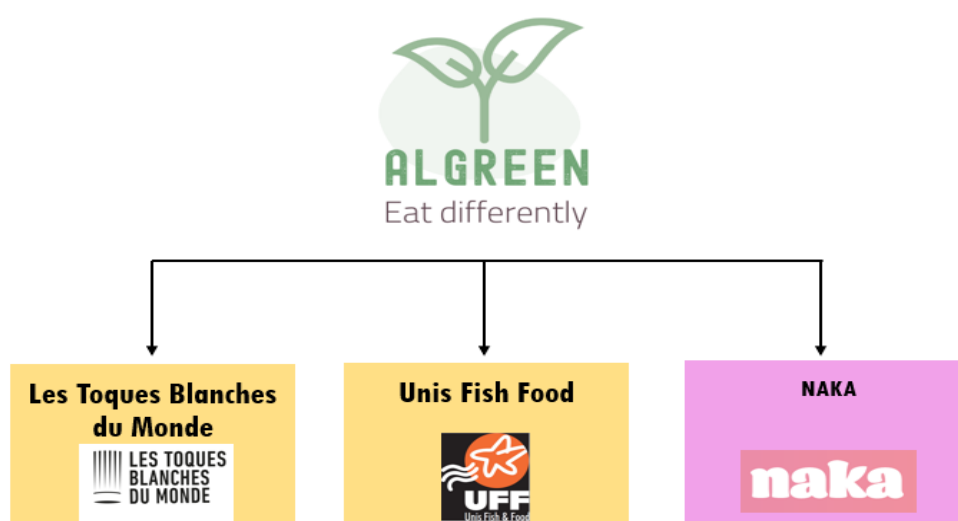 ALGREEN
Eat differently
Les Toques Blanches
du Monde
LES TOQUES
BLANCHES
DU MONDE
Unis Fish Food
UFF
Unis Fish & Food
NAKA
naka